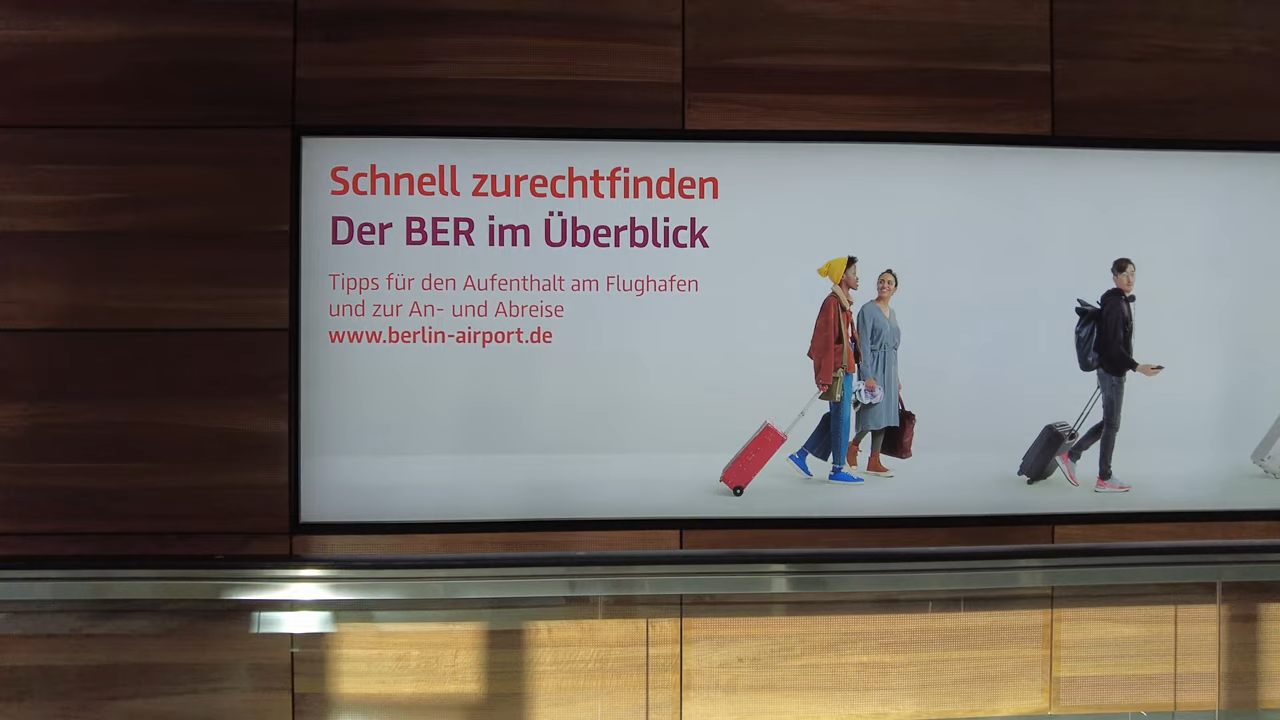 Schnell zurechtfinden
Der BER im Überblick
Tipps für den Aufenthalt am Flughafen
und zur An- und Abreise
www.berlin-airport.de